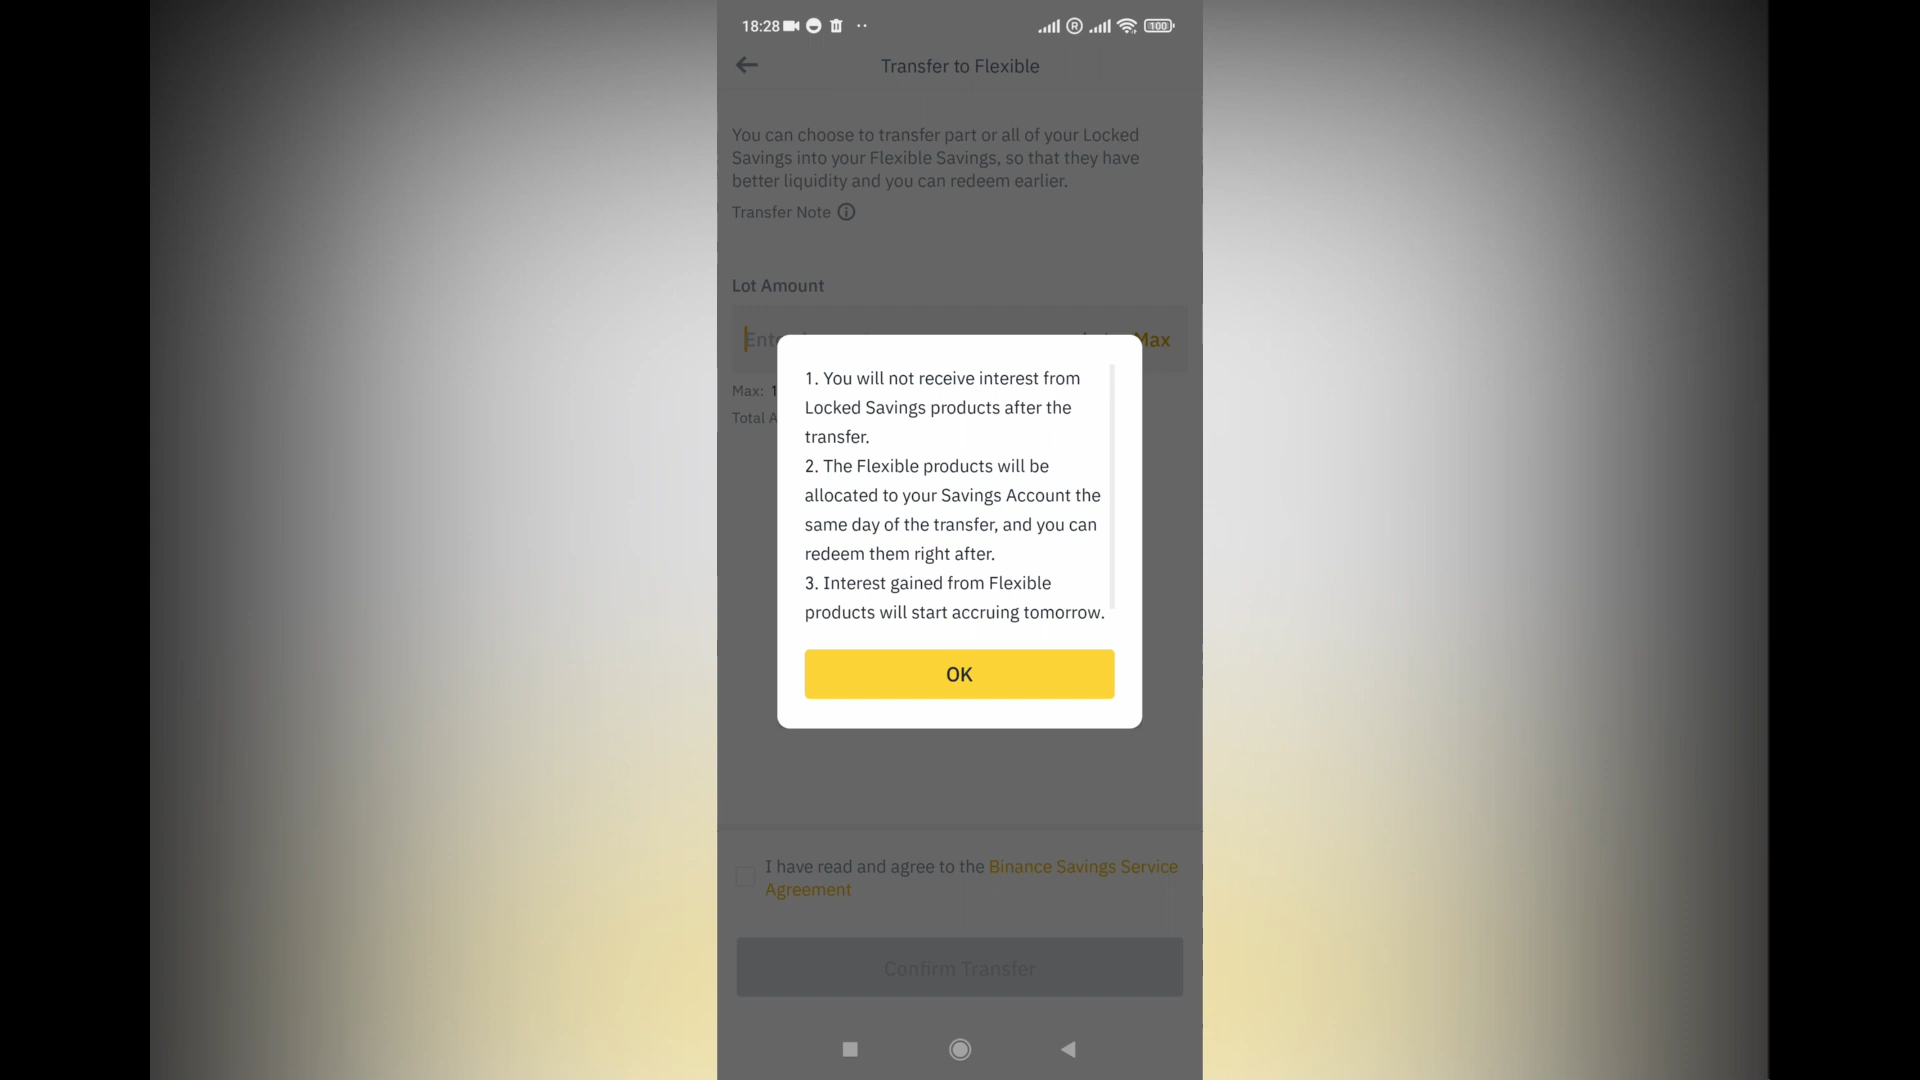 18:28
R
100
Transfer to Flexible
You can choose to transfer part or all of your Locked
Savings into your Flexible Savings, so that they have
better liquidity and you can redeem earlier.
Transfer Note
Lot Amount
Max
Max: 1
Total A
1. You will not receive interest from
Locked Savings products after the
transfer.
2. The Flexible products will be
allocated to your Savings Account the
same day of the transfer, and you can
redeem them right after.
3. Interest gained from Flexible
products will start accruing tomorrow.
OK
I have read and agree to the Binance Savings Service
Agreement
Confirm Transfer